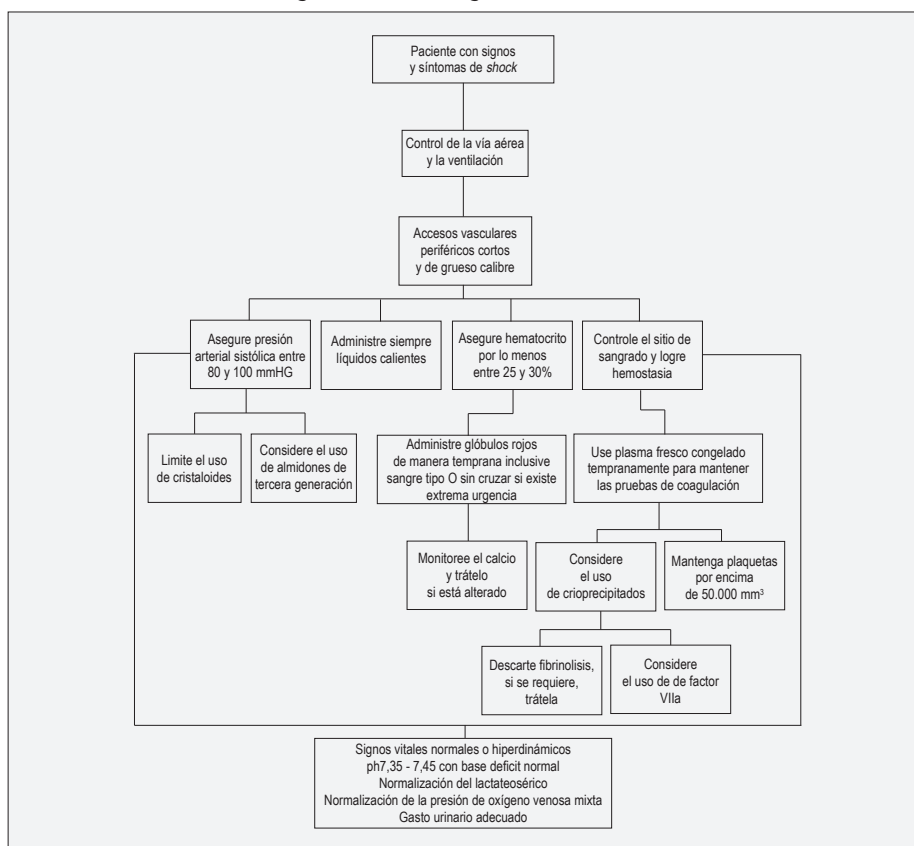 Paciente con signos
y síntomas de shock
Control de la vía aérea
y la ventilación
Accesos vasculares
periféricos cortos
y de grueso calibre
Asegure presión
arterial sistólica entre
80 y 100 mmHG
Administre siempre
líquidos calientes
Asegure hematocrito
por lo menos
entre 25 y 30%
Controle el sitio de
sangrado y logre
hemostasia
Limite el uso
de cristaloides
Considere el uso
de almidones de
tercera generación
Administre glóbulos rojos
de manera temprana inclusive
sangre tipo O sin cruzar si existe
extrema urgencia
Use plasma fresco congelado
tempranamente para mantener
las pruebas de coagulación
Monitoree el calcio
y trátelo
si está alterado
Considere
el uso
de crioprecipitados
Mantenga plaquetas
por encima
de 50.000 mm³
Descarte fibrinolisis,
si se requiere,
trátela
Considere
el uso de de factor
VIIa
Signos vitales normales o hiperdinámicos
ph7,35 - 7,45 con base deficit normal
Normalización del lactateosérico
Normalización de la presión de oxígeno venosa mixta
Gasto urinario adecuado